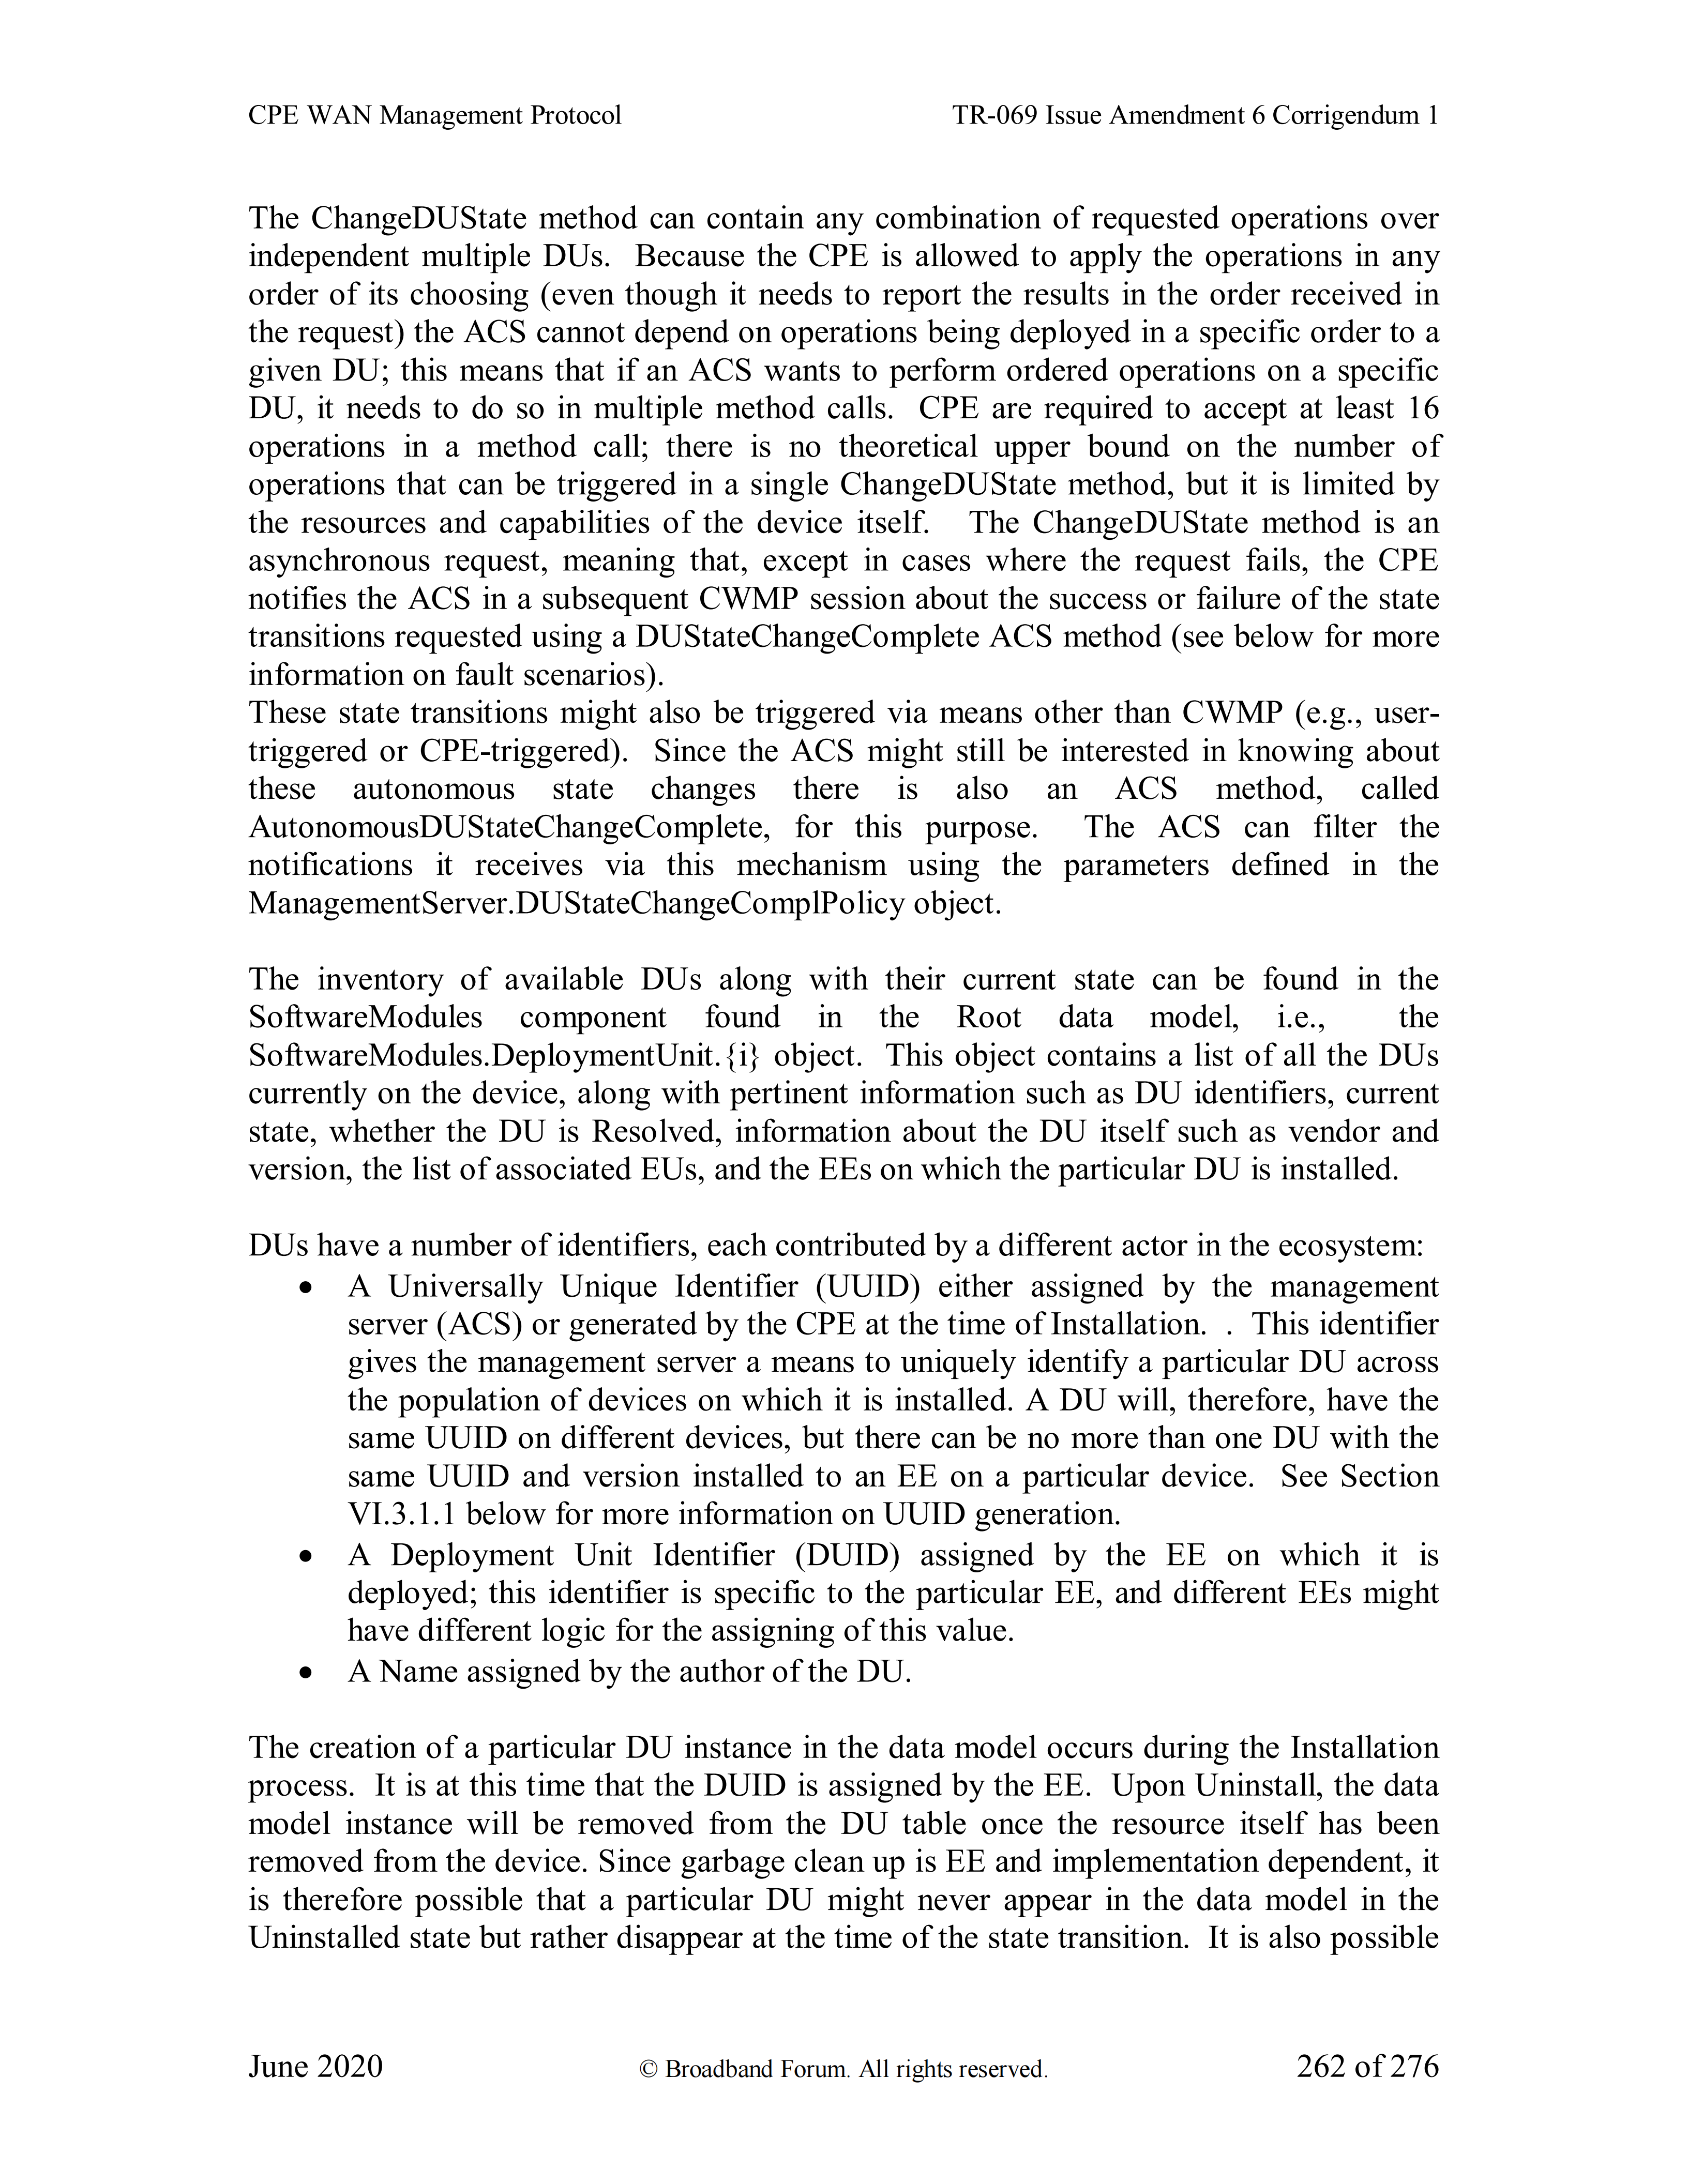 CPE WAN Management Protocol TR-069 Issue Amendment 6 Corrigendum 1
The ChangeDUState method can contain any combination of requested operations over
independent multiple DUs.  Because the CPE is allowed to apply the operations in any
order of its choosing (even though it needs to report the results in the order received in
the request) the ACS cannot depend on operations being deployed in a specific order to a
given DU; this means that if an ACS wants to perform ordered operations on a specific
DU, it needs to do so in multiple method calls.  CPE are required to accept at least 16
operations in a method call; there is no theoretical upper bound on the number of
operations that can be triggered in a single ChangeDUState method, but it is limited by
the resources and capabilities of the device itself.   The ChangeDUState method is an
asynchronous request, meaning that, except in cases where the request fails, the CPE
notifies the ACS in a subsequent CWMP session about the success or failure of the state
transitions requested using a DUStateChangeComplete ACS method (see below for more
information on fault scenarios).
These state transitions might also be triggered via means other than CWMP (e.g., user-
triggered or CPE-triggered).  Since the ACS might still be interested in knowing about
these autonomous state changes there is also an ACS method, called
AutonomousDUStateChangeComplete, for this purpose.  The ACS can filter the
notifications it receives via this mechanism using the parameters defined in the
ManagementServer.DUStateChangeComplPolicy object.
The inventory of available DUs along with their current state can be found in the
SoftwareModules component found in the Root data model, i.e., the
SoftwareModules.DeploymentUnit.{i} object.  This object contains a list of all the DUs
currently on the device, along with pertinent information such as DU identifiers, current
state, whether the DU is Resolved, information about the DU itself such as vendor and
version, the list of associated EUs, and the EEs on which the particular DU is installed.
DUs have a number of identifiers, each contributed by a different actor in the ecosystem:
• A Universally Unique Identifier (UUID) either assigned by the management
server (ACS) or generated by the CPE at the time of Installation.  .  This identifier
gives the management server a means to uniquely identify a particular DU across
the population of devices on which it is installed. A DU will, therefore, have the
same UUID on different devices, but there can be no more than one DU with the
same UUID and version installed to an EE on a particular device.  See Section
VI.3.1.1 below for more information on UUID generation.
• A Deployment Unit Identifier (DUID) assigned by the EE on which it is
deployed; this identifier is specific to the particular EE, and different EEs might
have different logic for the assigning of this value.
• A Name assigned by the author of the DU.
The creation of a particular DU instance in the data model occurs during the Installation
process.  It is at this time that the DUID is assigned by the EE.  Upon Uninstall, the data
model instance will be removed from the DU table once the resource itself has been
removed from the device. Since garbage clean up is EE and implementation dependent, it
is therefore possible that a particular DU might never appear in the data model in the
Uninstalled state but rather disappear at the time of the state transition.  It is also possible
June 2020 © Broadband Forum. All rights reserved. 262 of 276